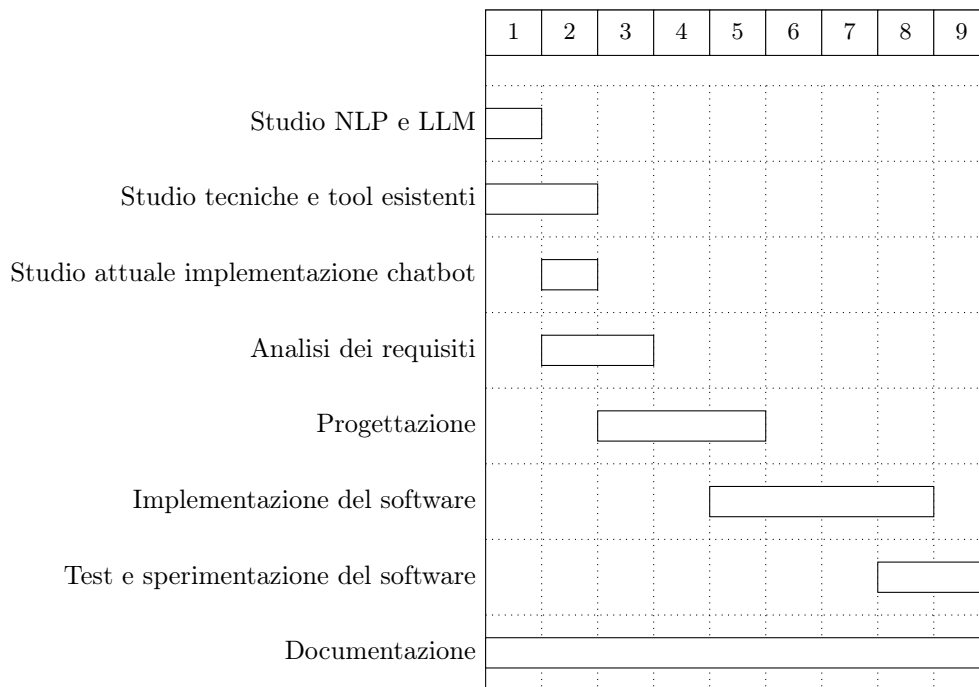 1 2 3 4 5 6 7 8 9
Studio NLP e LLM
Studio tecniche e tool esistenti
Studio attuale implementazione chatbot
Analisi dei requisiti
Progettazione
Implementazione del software
Test e sperimentazione del software
Documentazione